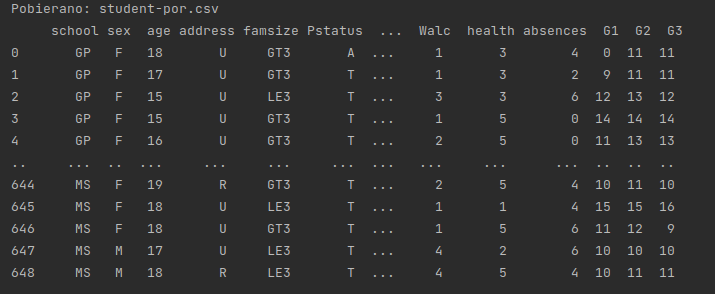 Pobierano: student-por.csv
school sex age address famsize Pstatus ... Walc health absences G1 G2 G3
0 GP F 18 U GT3 A ... 1 3 4 0 11 11
1 GP F 17 U GT3 T ... 1 3 2 9 11 11
2 GP F 15 U LE3 T ... 3 3 6 12 13 12
3 GP F 15 U GT3 T ... 1 5 0 14 14 14
4 GP F 16 U GT3 T ... 2 5 0 11 13 13
.. ... .. ... ... ... ... ... ... ... ... .. .. ..
644 MS F 19 R GT3 T ... 2 5 4 10 11 10
645 MS F 18 U LE3 T ... 1 1 4 15 15 16
646 MS F 18 U GT3 T ... 1 5 6 11 12 9
647 MS M 17 U LE3 T ... 4 2 6 10 10 10
648 MS M 18 R LE3 T ... 4 5 4 10 11 11